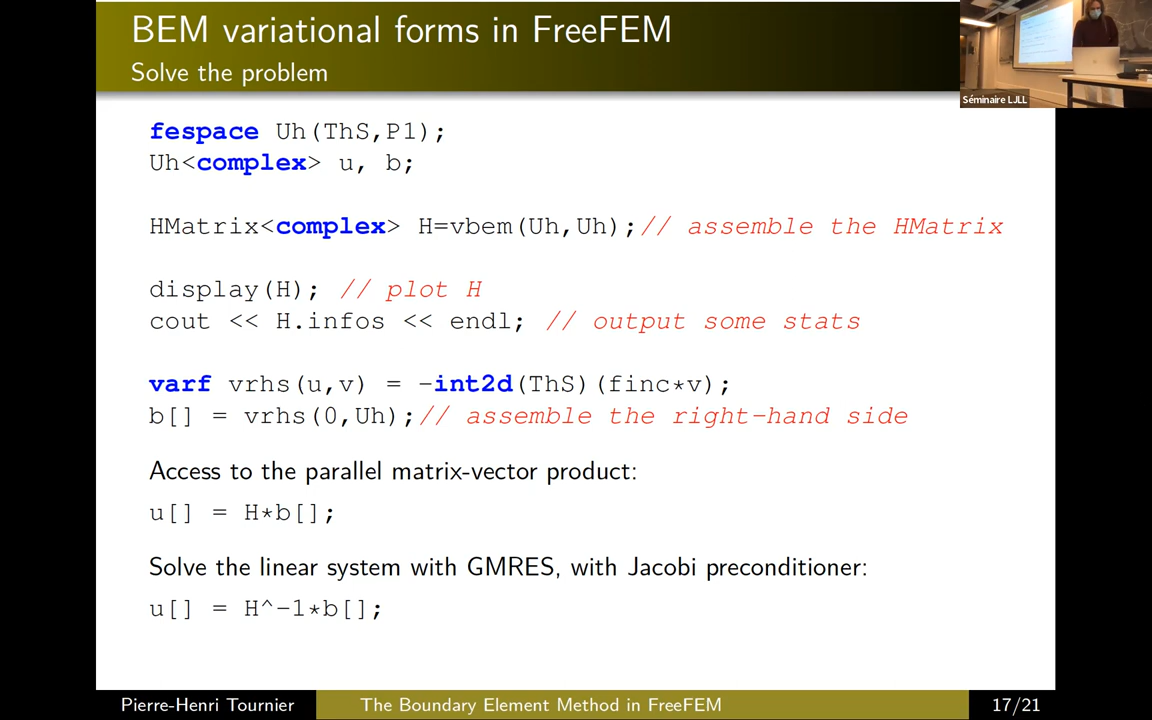 BEM variational forms in FreeFEM
Solve the problem
Séminaire LJLL
fespace Uh(ThS,P1);
Uh<complex> u, b;
HMatrix<complex> H=vbem(Uh,Uh);// assemble the HMatrix
display(H); // plot H
cout << H.infos << endl; // output some stats
varf vrhs(u,v) = -int2d(ThS)(finc*v);
b[] = vrhs(0,Uh);// assemble the right-hand side
Access to the parallel matrix-vector product:
u[] = H*b[];
Solve the linear system with GMRES, with Jacobi preconditioner:
u[] = H^-1*b[];
Pierre-Henri Tournier The Boundary Element Method in FreeFEM 17/21